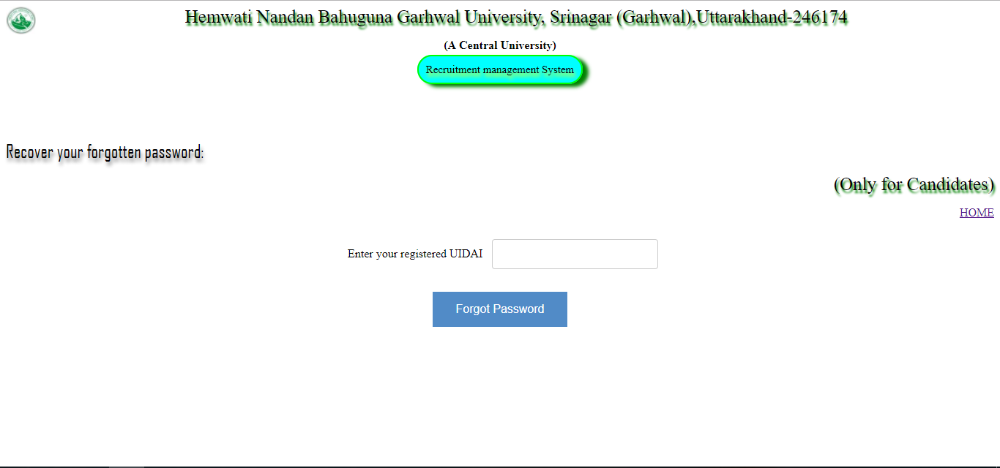 Hemwati Nandan Bahuguna Garhwal University, Srinagar (Garhwal),Uttarakhand-246174
(A Central University)
Recruitment management System
Recover your forgotten password:
(Only for Candidates)
HOME
Enter your registered UIDAI
Forgot Password